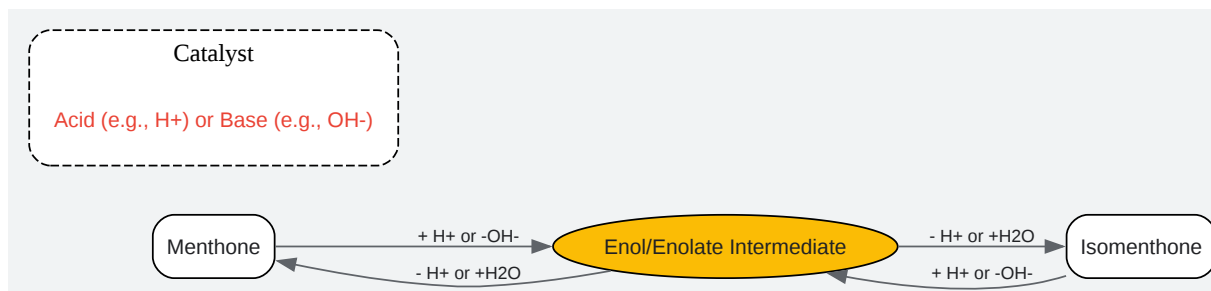 Catalyst
Acid (e.g., H+) or Base (e.g., OH-)
Menthone
+ H+ or -OH-
- H+ or +H2O
Enol/Enolate Intermediate
- H+ or +H2O
+ H+ or -OH-
Isomenthone